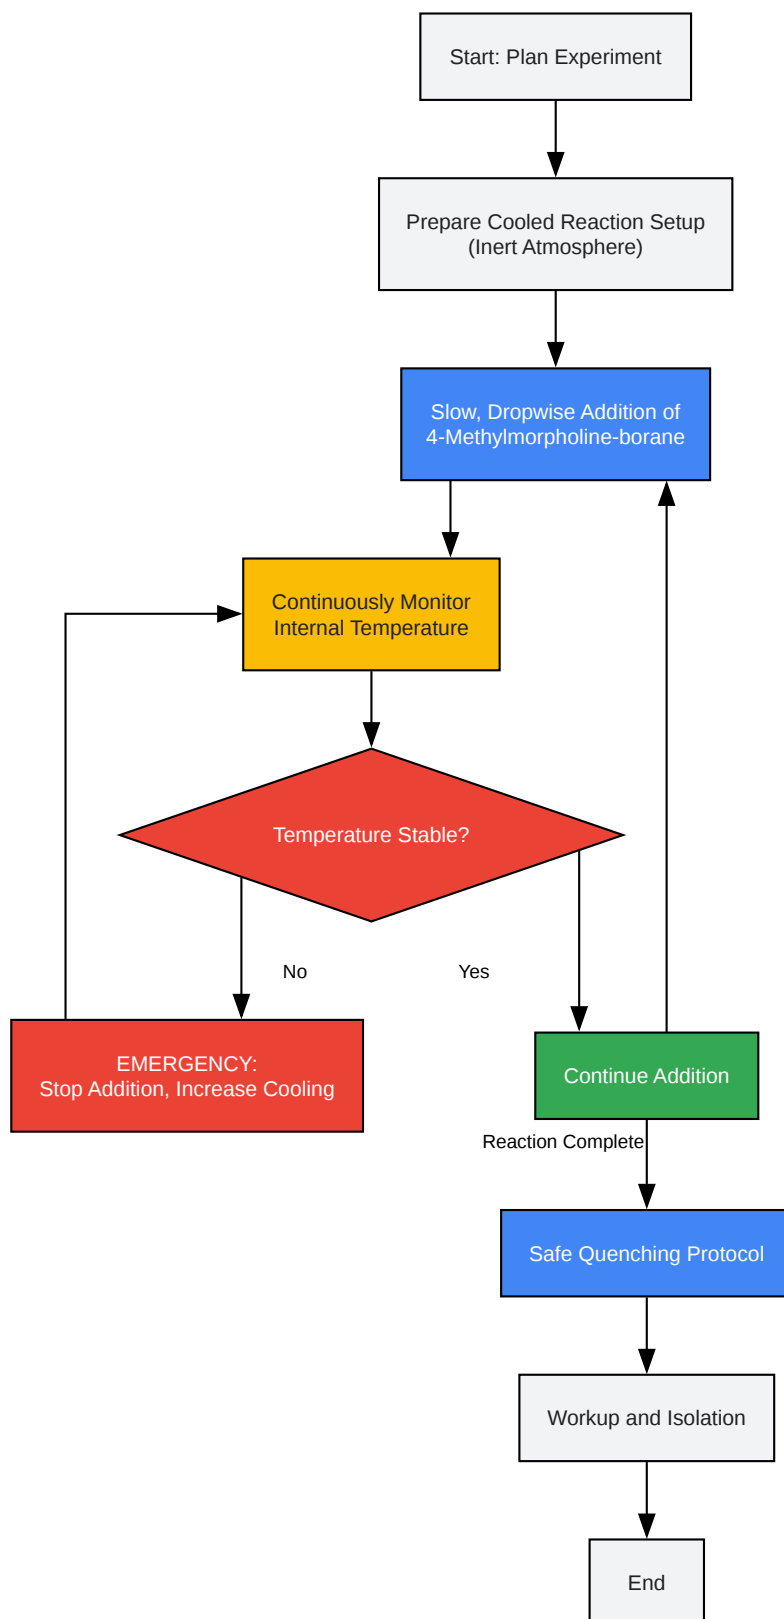 Start: Plan Experiment
Prepare Cooled Reaction Setup
(Inert Atmosphere)
Slow, Dropwise Addition of
4-Methylmorpholine-borane
Continuously Monitor
Internal Temperature
Temperature Stable?
No
Yes
EMERGENCY:
Stop Addition, Increase Cooling
Continue Addition
Reaction Complete
Safe Quenching Protocol
Workup and Isolation
End